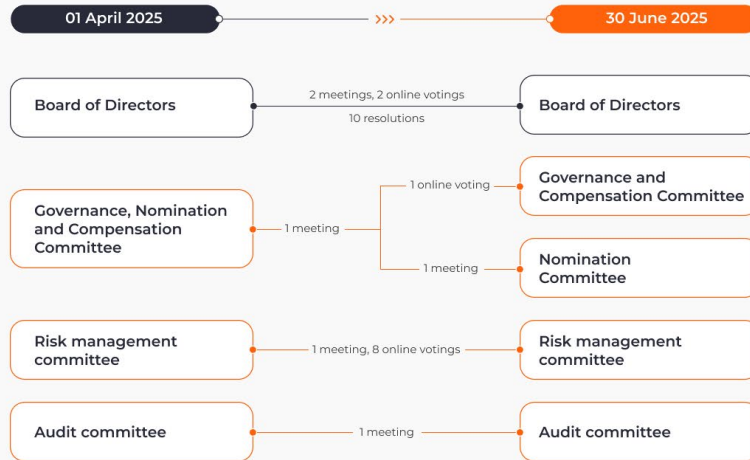 01 April 2025
30 June 2025
Board of Directors
2 meetings, 2 online votings
10 resolutions
Board of Directors
Governance, Nomination
and Compensation
Committee
1 meeting
1 online voting
Governance and
Compensation Committee
1 meeting
Nomination
Committee
Risk management
committee
1 meeting, 8 online votings
Risk management
committee
Audit committee
1 meeting
Audit committee